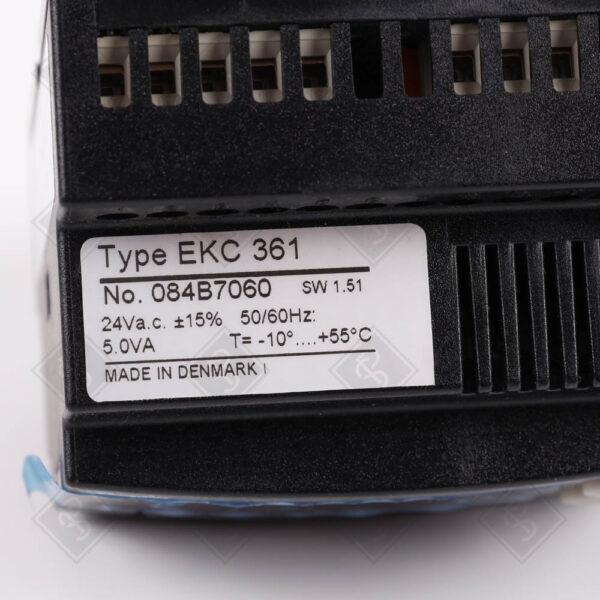 Type EKC 361
No. 084B7060 SW 1.51
24Va.c. ±15% 50/60Hz:
5.0VA T= -10°....+55°C
MADE IN DENMARK I